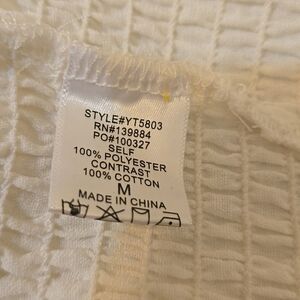 STYLE#YT5803
RN#139884
PO#100327
SELF
100% POLYESTER
CONTRAST
100% COTTON
M
MADE IN CHINA